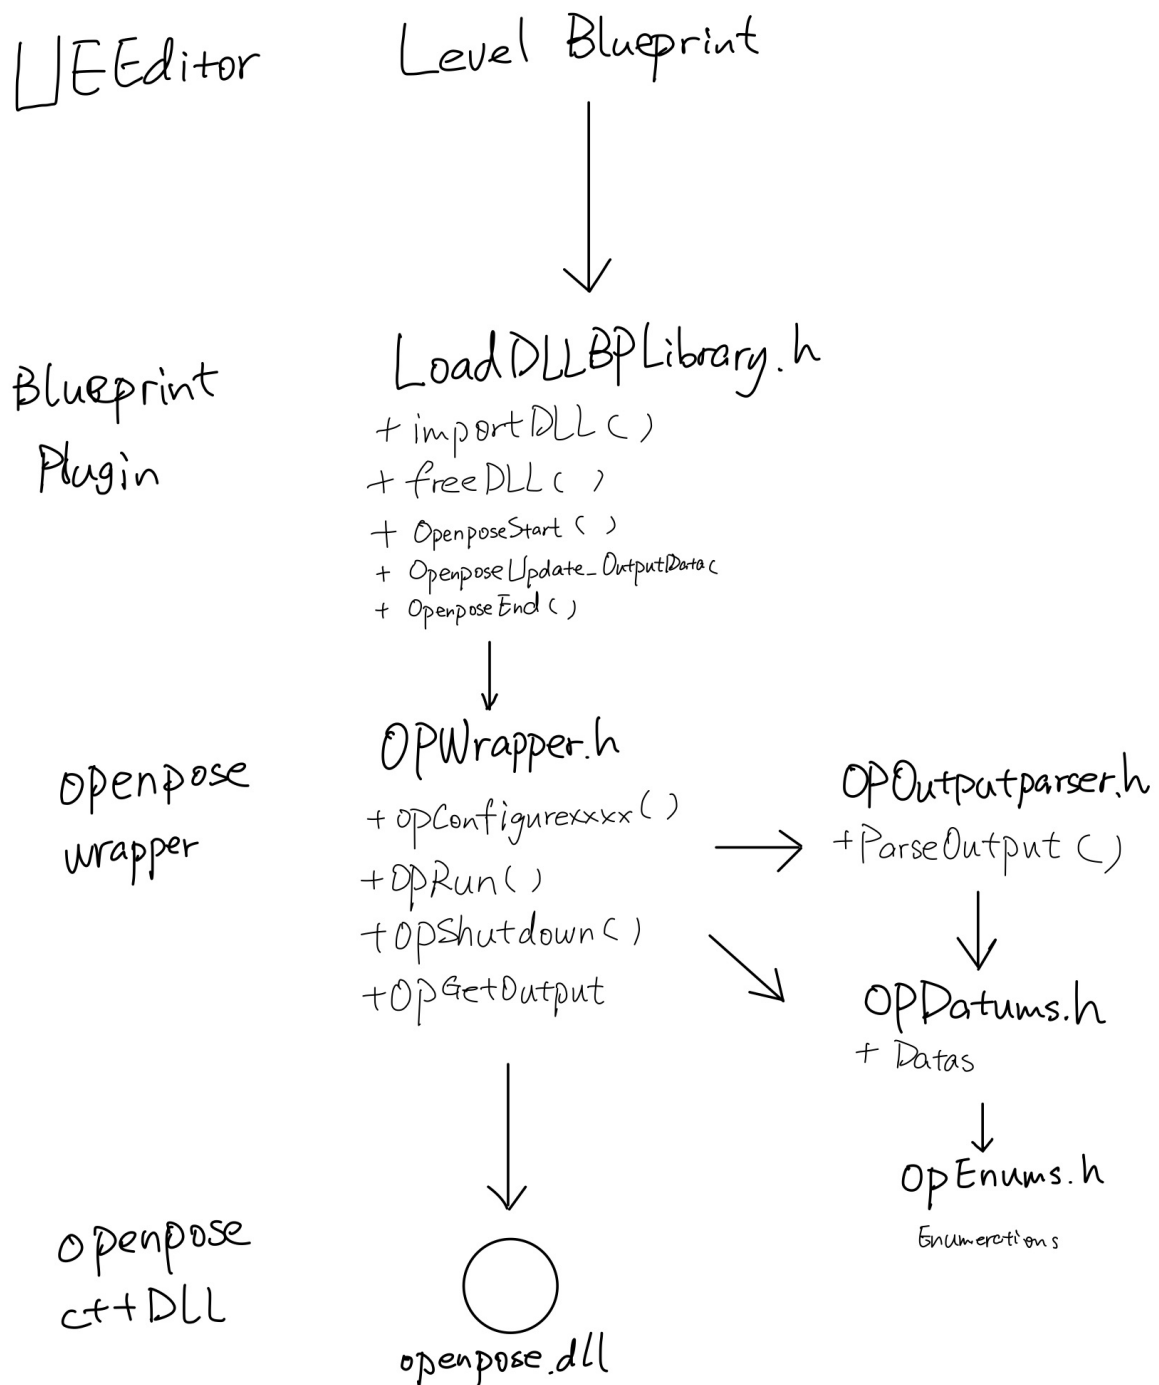 UEEditor
Level Blueprint
Blueprint
Plugin
LoadDLLBPLibrary.h
+ importDLL()
+ freeDLL()
+ OpenposeStart()
+ OpenposeUpdate_OutputData(
+ OpenposeEnd()
openpose
wrapper
OPWrapper.h
+opConfigurexxxx()
+OpRun()
+OpShutdown()
+OpGetOutput
OPOutputparser.h
+ParseOutput()
OPDatums.h
+ Datas
OpEnums.h
Enumerations
openpose
c++DLL
openpose.dll